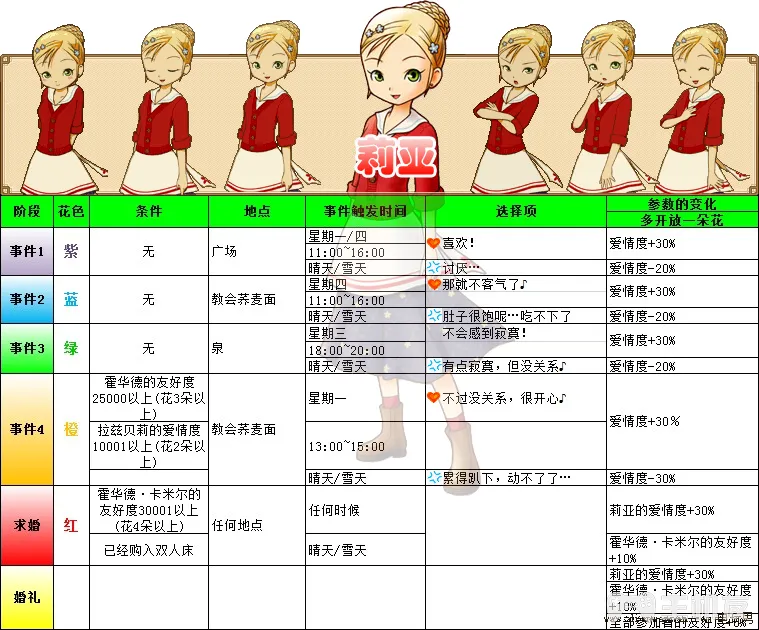 莉亚
阶段 花色 条件 地点 事件触发时间 选择项 参数的变化
多开放一朵花
事件1 紫 无 广场
星期一/四
11:00~16:00
晴天/雪天
喜欢!
讨厌…
爱情度+30%
爱情度-20%
事件2 蓝 无 教会荞麦面
星期四
11:00~16:00
晴天/雪天
那就不客气了♪
肚子很饱呢…吃不下了
爱情度+30%
爱情度-20%
事件3 绿 无 泉
星期三
18:00~20:00
晴天/雪天
不会感到寂寞!
有点寂寞,但没关系♪
爱情度+30%
爱情度-20%
事件4 橙
霍华德的友好度
25000以上(花3朵以
上)
拉兹贝莉的爱情度
10001以上(花2朵以
上)
教会荞麦面
星期一
13:00~15:00
晴天/雪天
不过没关系,很开心♪
累得趴下,动不了了…
爱情度+30%
爱情度-30%
求婚 红
霍华德·卡米尔的
友好度30001以上
(花4朵以上)
已经购入双人床
任何地点
任何时候
晴天/雪天
莉亚的爱情度+30%
霍华德·卡米尔的友好度
+10%
婚礼
莉亚的爱情度+30%
霍华德·卡米尔的友好度
+10%
全部参加者的友好度+6%